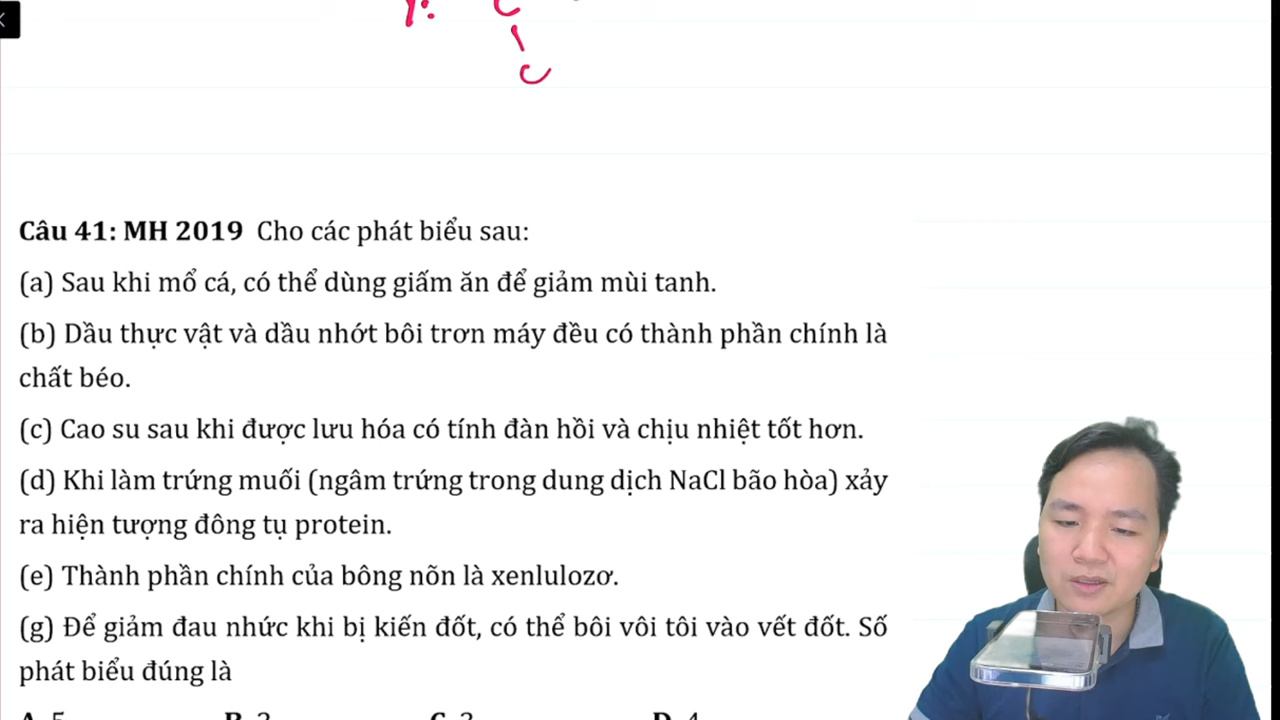 Câu 41: MH 2019 Cho các phát biểu sau:
(a) Sau khi mổ cá, có thể dùng giấm ăn để giảm mùi tanh.
(b) Dầu thực vật và dầu nhớt bôi trơn máy đều có thành phần chính là
chất béo.
(c) Cao su sau khi được lưu hóa có tính đàn hồi và chịu nhiệt tốt hơn.
(d) Khi làm trứng muối (ngâm trứng trong dung dịch NaCl bão hòa) xảy
ra hiện tượng đông tụ protein.
(e) Thành phần chính của bông nõn là xenlulozơ.
(g) Để giảm đau nhức khi bị kiến đốt, có thể bôi vôi tôi vào vết đốt. Số
phát biểu đúng là